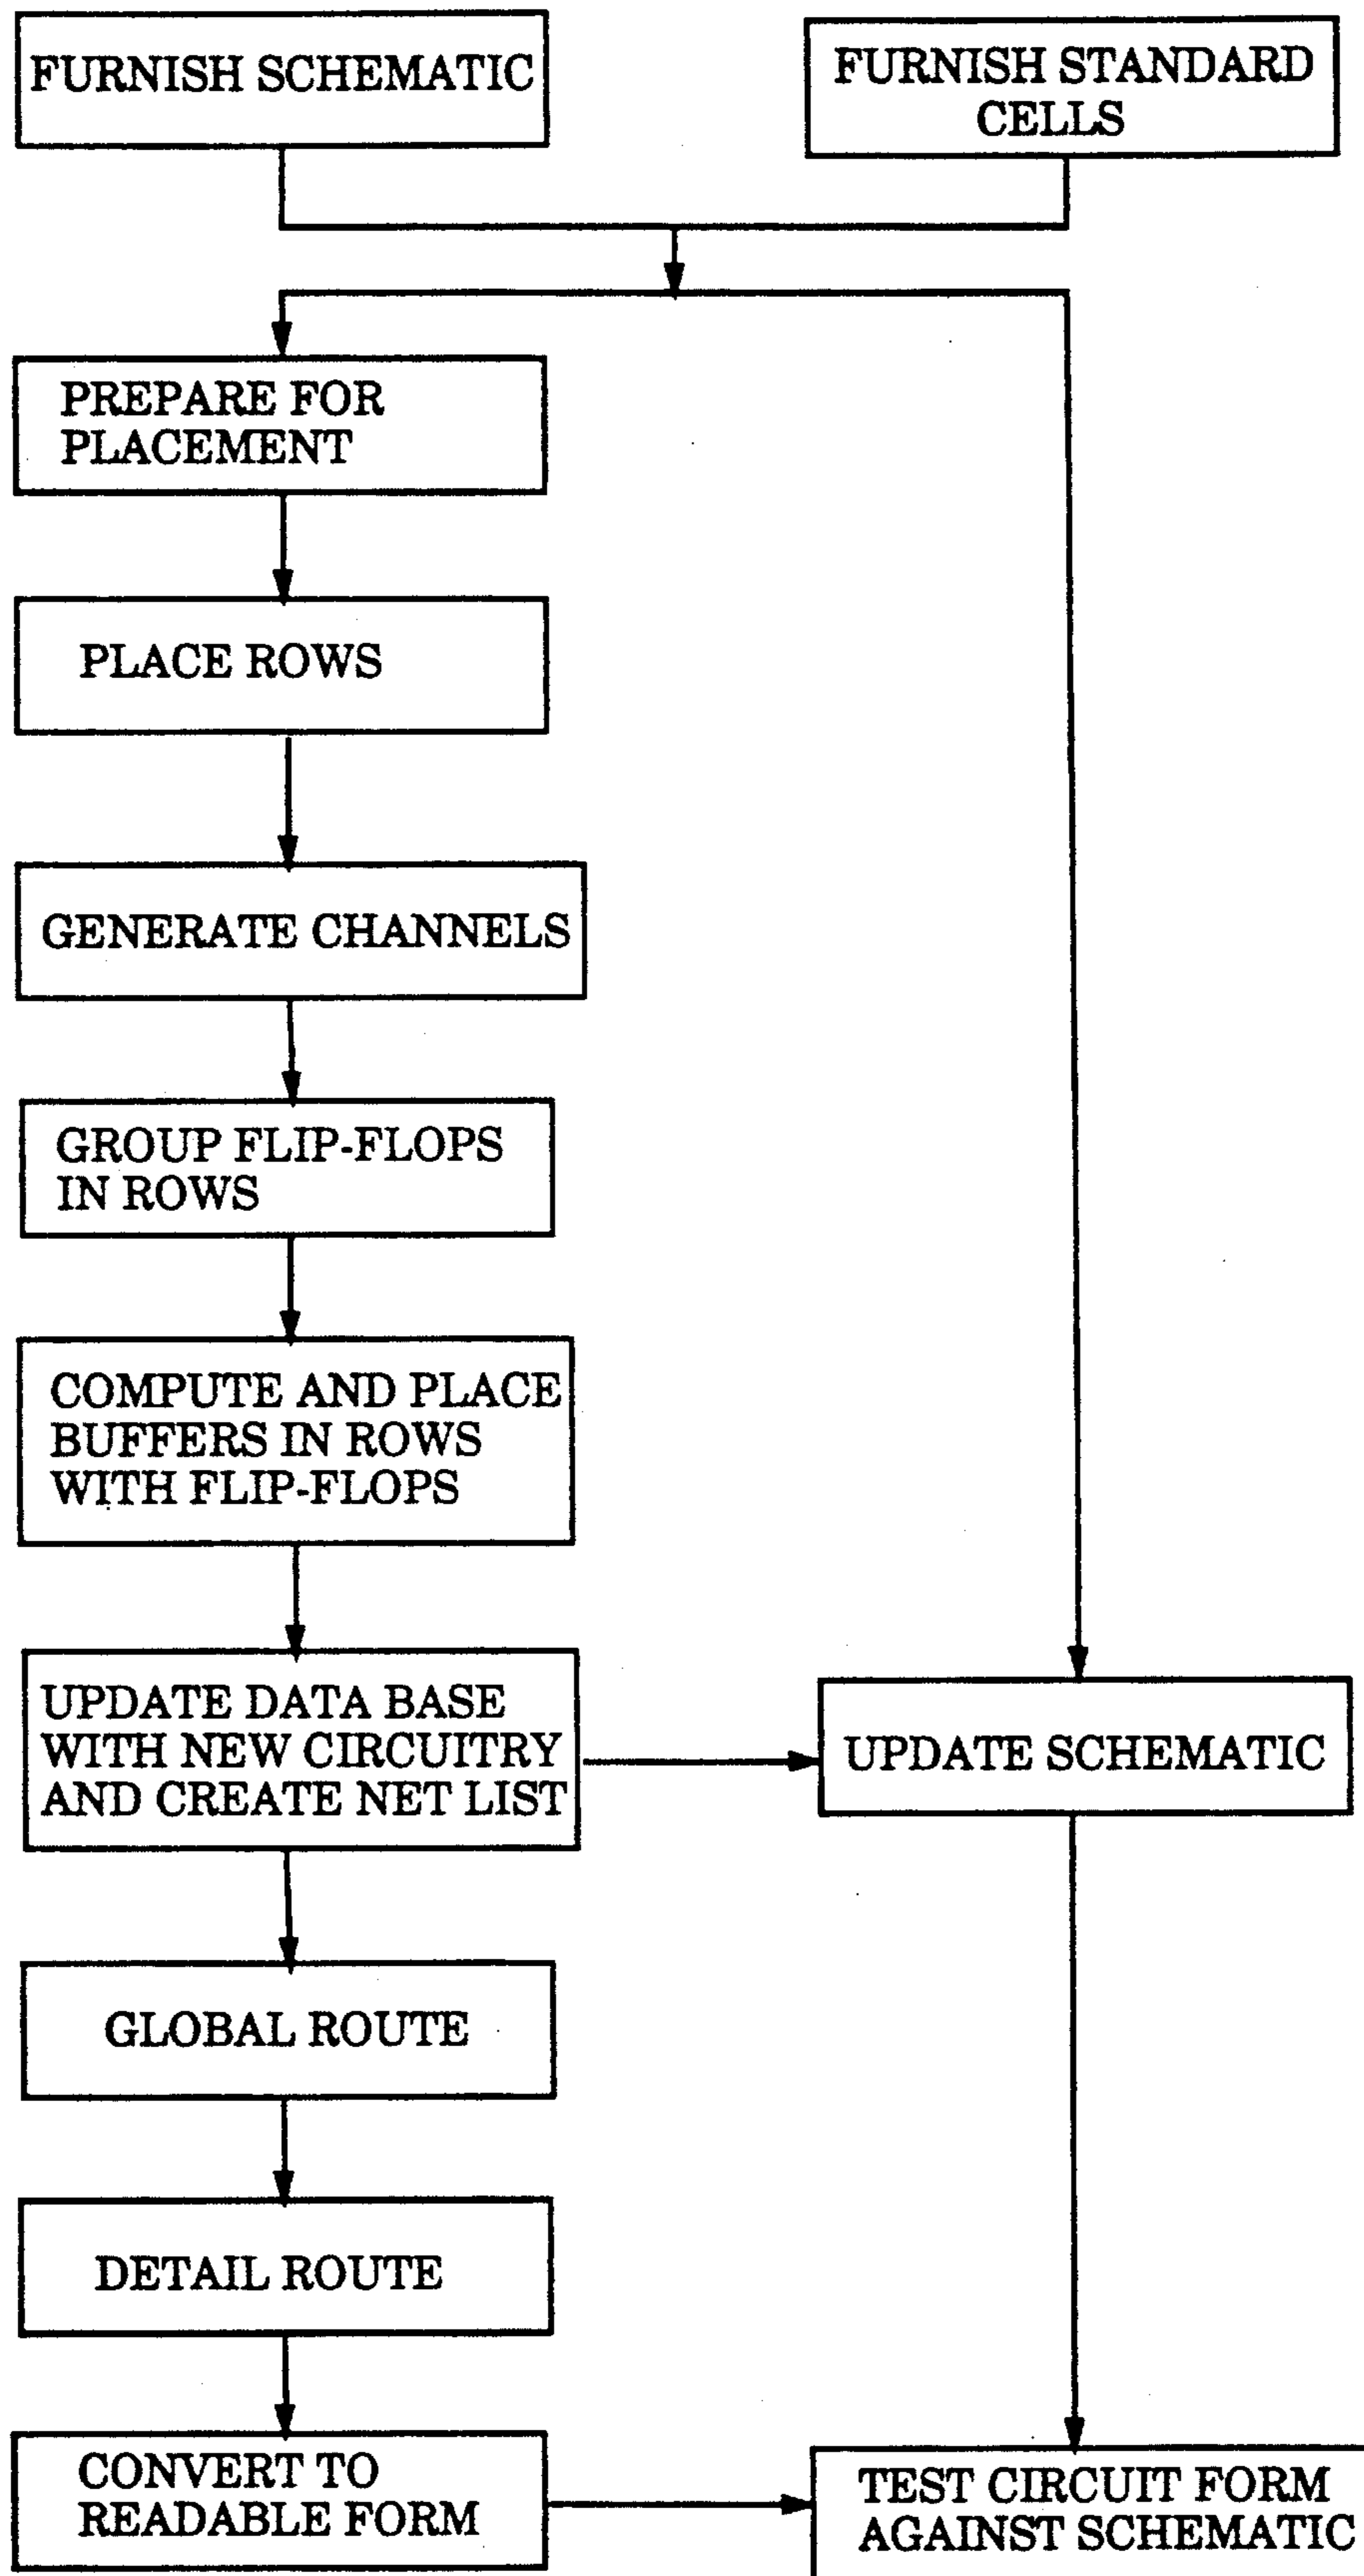 FURNISH SCHEMATIC
FURNISH STANDARD
CELLS
PREPARE FOR
PLACEMENT
PLACE ROWS
GENERATE CHANNELS
GROUP FLIP-FLOPS
IN ROWS
COMPUTE AND PLACE
BUFFERS IN ROWS
WITH FLIP-FLOPS
UPDATE DATA BASE
WITH NEW CIRCUITRY
AND CREATE NET LIST
UPDATE SCHEMATIC
GLOBAL ROUTE
DETAIL ROUTE
CONVERT TO
READABLE FORM
TEST CIRCUIT FORM
AGAINST SCHEMATIC